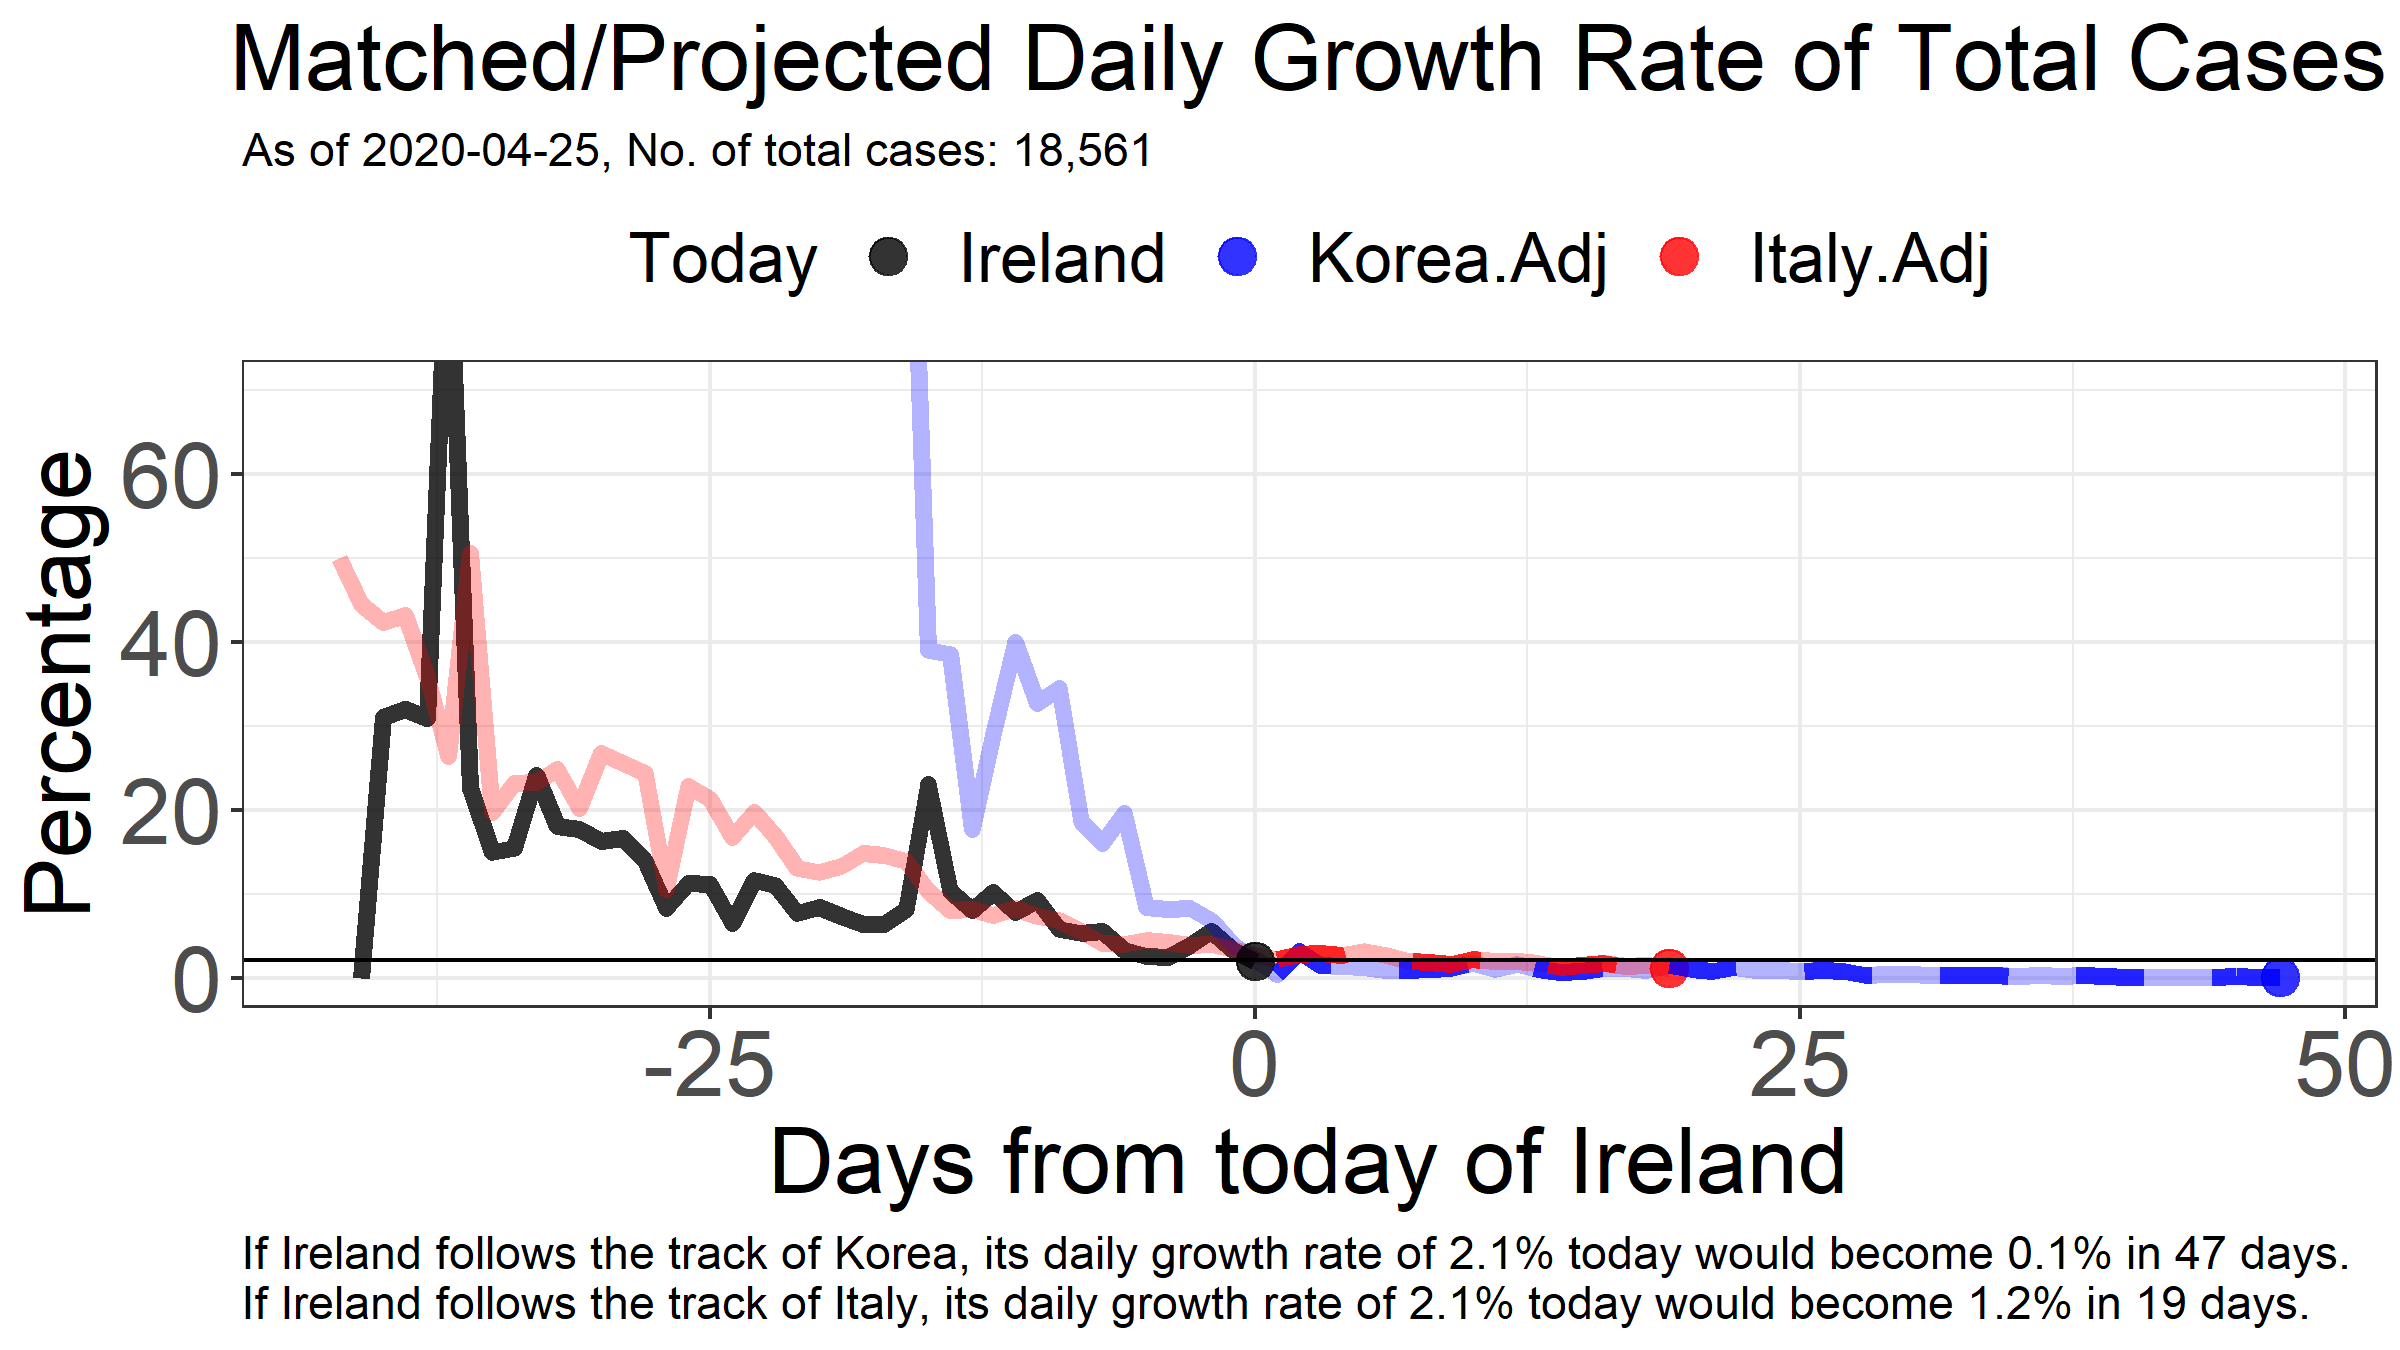 Matched/Projected Daily Growth Rate of Total Cases
As of 2020-04-25, No. of total cases: 18,561
Today Ireland Korea.Adj Italy.Adj
Percentage
60
40
20
0
-25 0 25 50
Days from today of Ireland
If Ireland follows the track of Korea, its daily growth rate of 2.1% today would become 0.1% in 47 days.
If Ireland follows the track of Italy, its daily growth rate of 2.1% today would become 1.2% in 19 days.